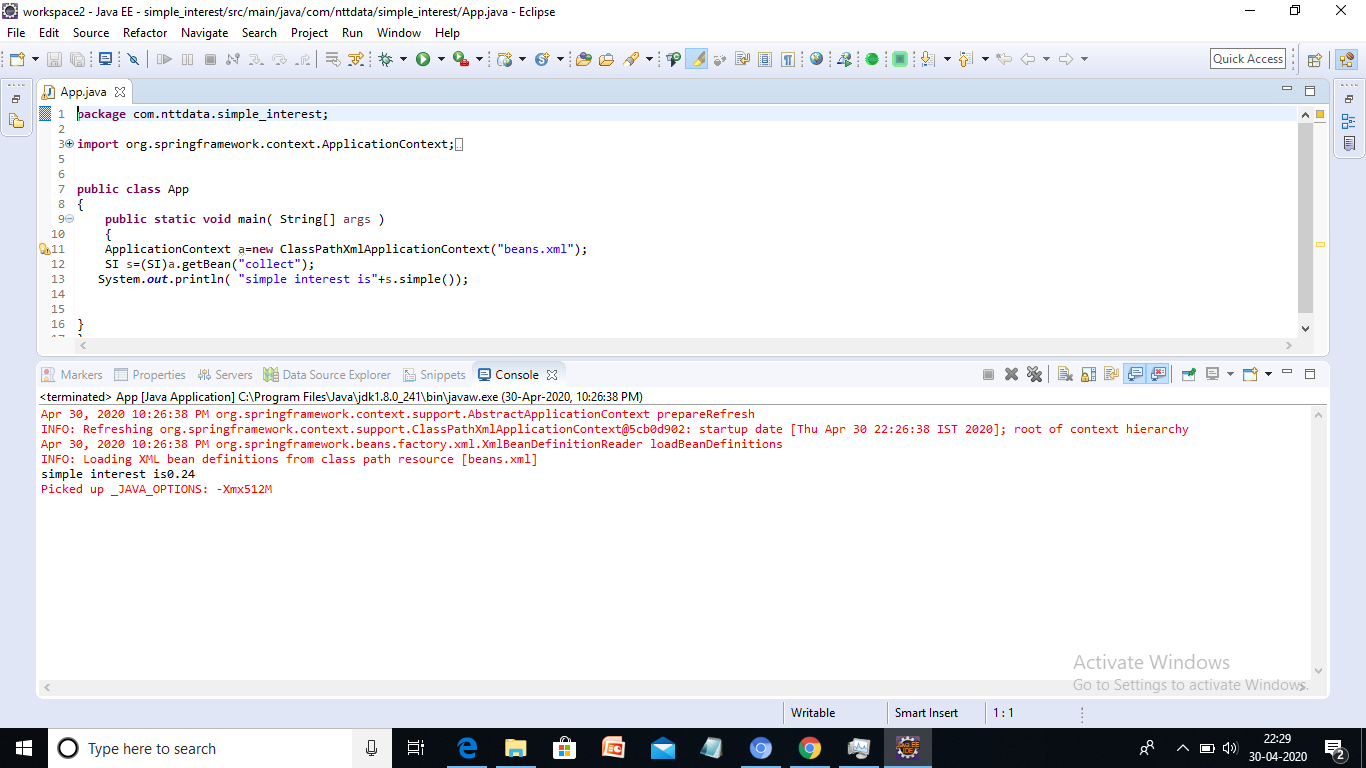 workspace2 - Java EE - simple_interest/src/main/java/com/nttdata/simple_interest/App.java - Eclipse
File Edit Source Refactor Navigate Search Project Run Window Help
Quick Access
App.java
1 package com.nttdata.simple_interest;
2
3 import org.springframework.context.ApplicationContext;
5
6
7 public class App
8 {
9 public static void main( String[] args )
10 {
11 ApplicationContext a=new ClassPathXmlApplicationContext("beans.xml");
12 SI s=(SI)a.getBean("collect");
13 System.out.println( "simple interest is"+s.simple());
14
15
16 }
Markers Properties Servers Data Source Explorer Snippets Console
<terminated> App [Java Application] C:\Program Files\Java\jdk1.8.0_241\bin\javaw.exe (30-Apr-2020, 10:26:38 PM)
Apr 30, 2020 10:26:38 PM org.springframework.context.support.AbstractApplicationContext prepareRefresh
INFO: Refreshing org.springframework.context.support.ClassPathXmlApplicationContext@5cb0d902: startup date [Thu Apr 30 22:26:38 IST 2020]; root of context hierarchy
Apr 30, 2020 10:26:38 PM org.springframework.beans.factory.xml.XmlBeanDefinitionReader loadBeanDefinitions
INFO: Loading XML bean definitions from class path resource [beans.xml]
simple interest is0.24
Picked up _JAVA_OPTIONS: -Xmx512M
Activate Windows
Go to Settings to activate Windows.
Writable Smart Insert 1 : 1
Type here to search
22:29
30-04-2020
2